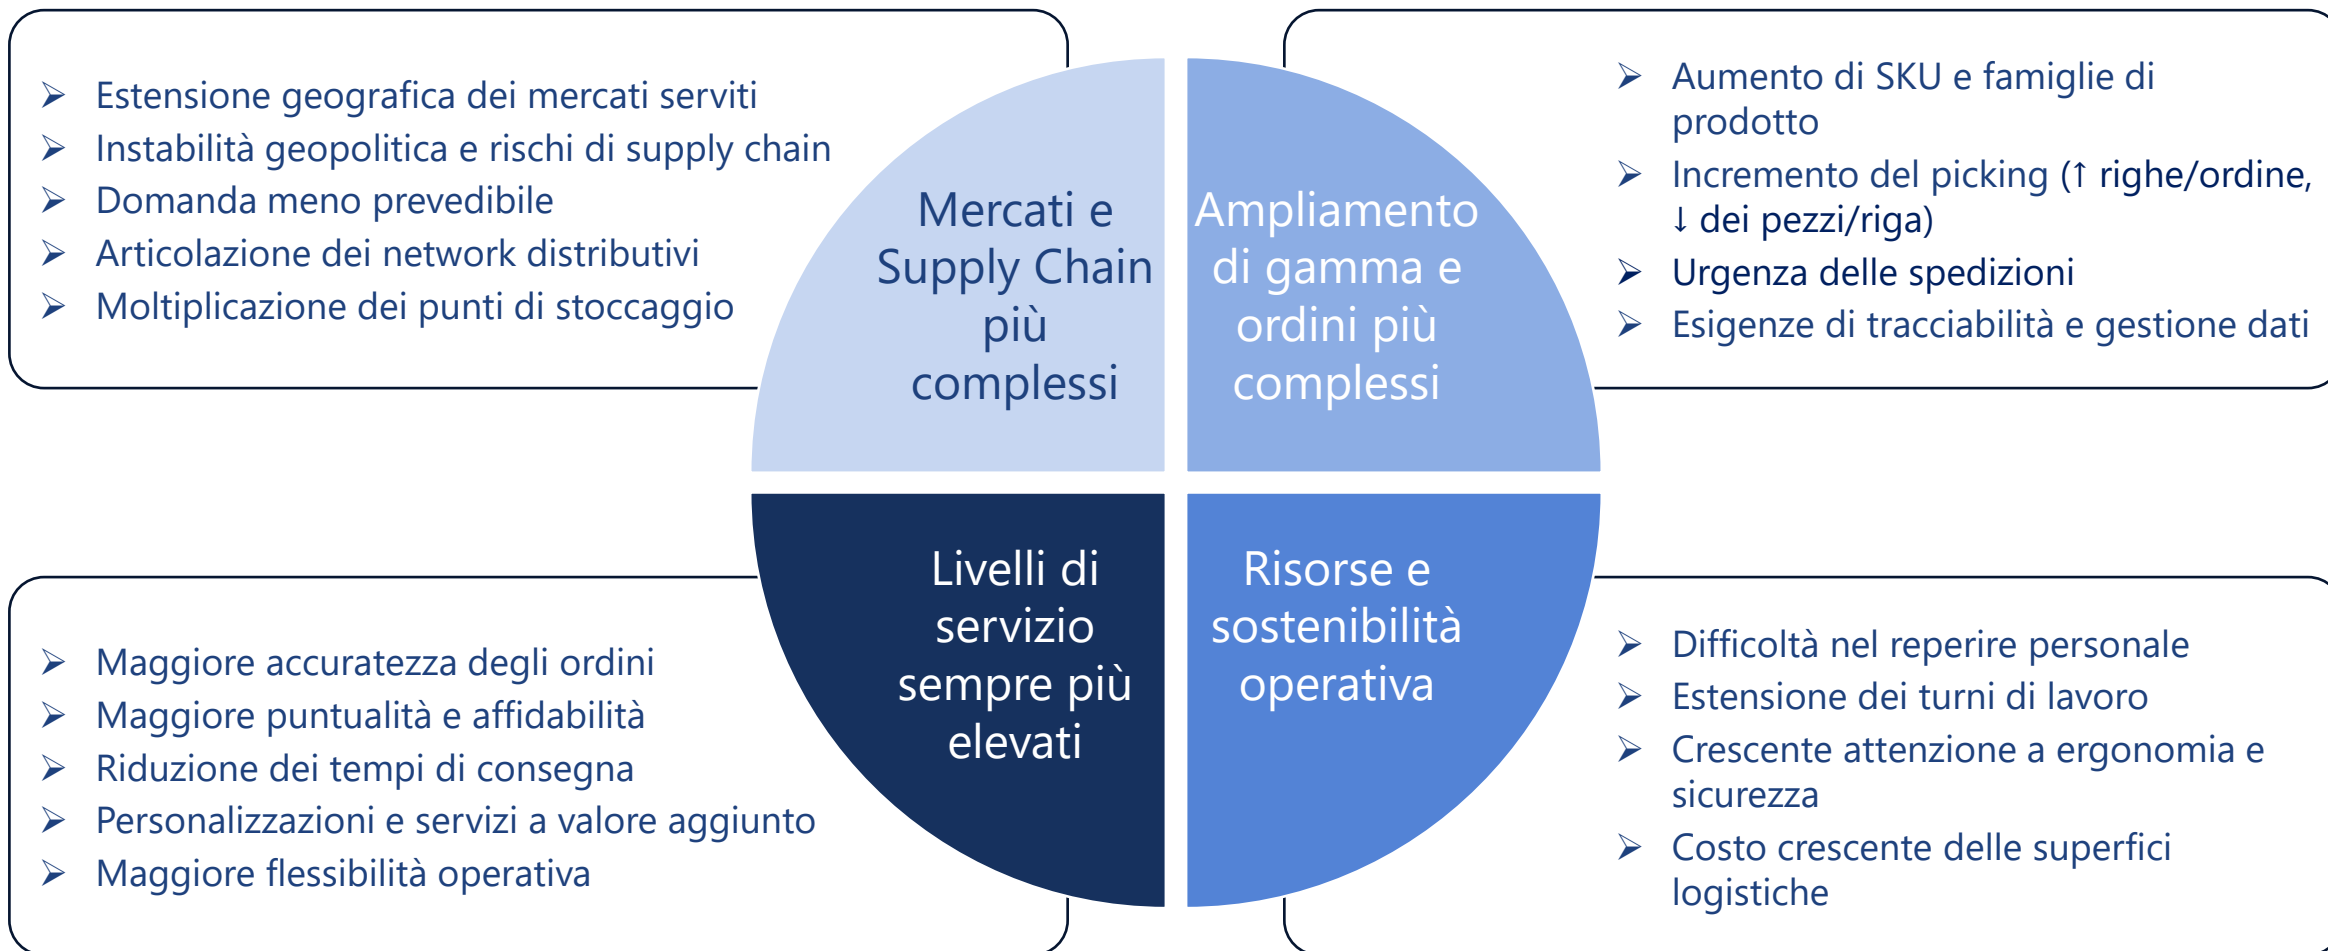 ➢ Estensione geografica dei mercati serviti
➢ Instabilità geopolitica e rischi di supply chain
➢ Domanda meno prevedibile
➢ Articolazione dei network distributivi
➢ Moltiplicazione dei punti di stoccaggio
Mercati e
Supply Chain
più
complessi
Ampliamento
di gamma e
ordini più
complessi
➢ Aumento di SKU e famiglie di
prodotto
➢ Incremento del picking (↑ righe/ordine,
↓ dei pezzi/riga)
➢ Urgenza delle spedizioni
➢ Esigenze di tracciabilità e gestione dati
➢ Maggiore accuratezza degli ordini
➢ Maggiore puntualità e affidabilità
➢ Riduzione dei tempi di consegna
➢ Personalizzazioni e servizi a valore aggiunto
➢ Maggiore flessibilità operativa
Livelli di
servizio
sempre più
elevati
Risorse e
sostenibilità
operativa
➢ Difficoltà nel reperire personale
➢ Estensione dei turni di lavoro
➢ Crescente attenzione a ergonomia e
sicurezza
➢ Costo crescente delle superfici
logistiche